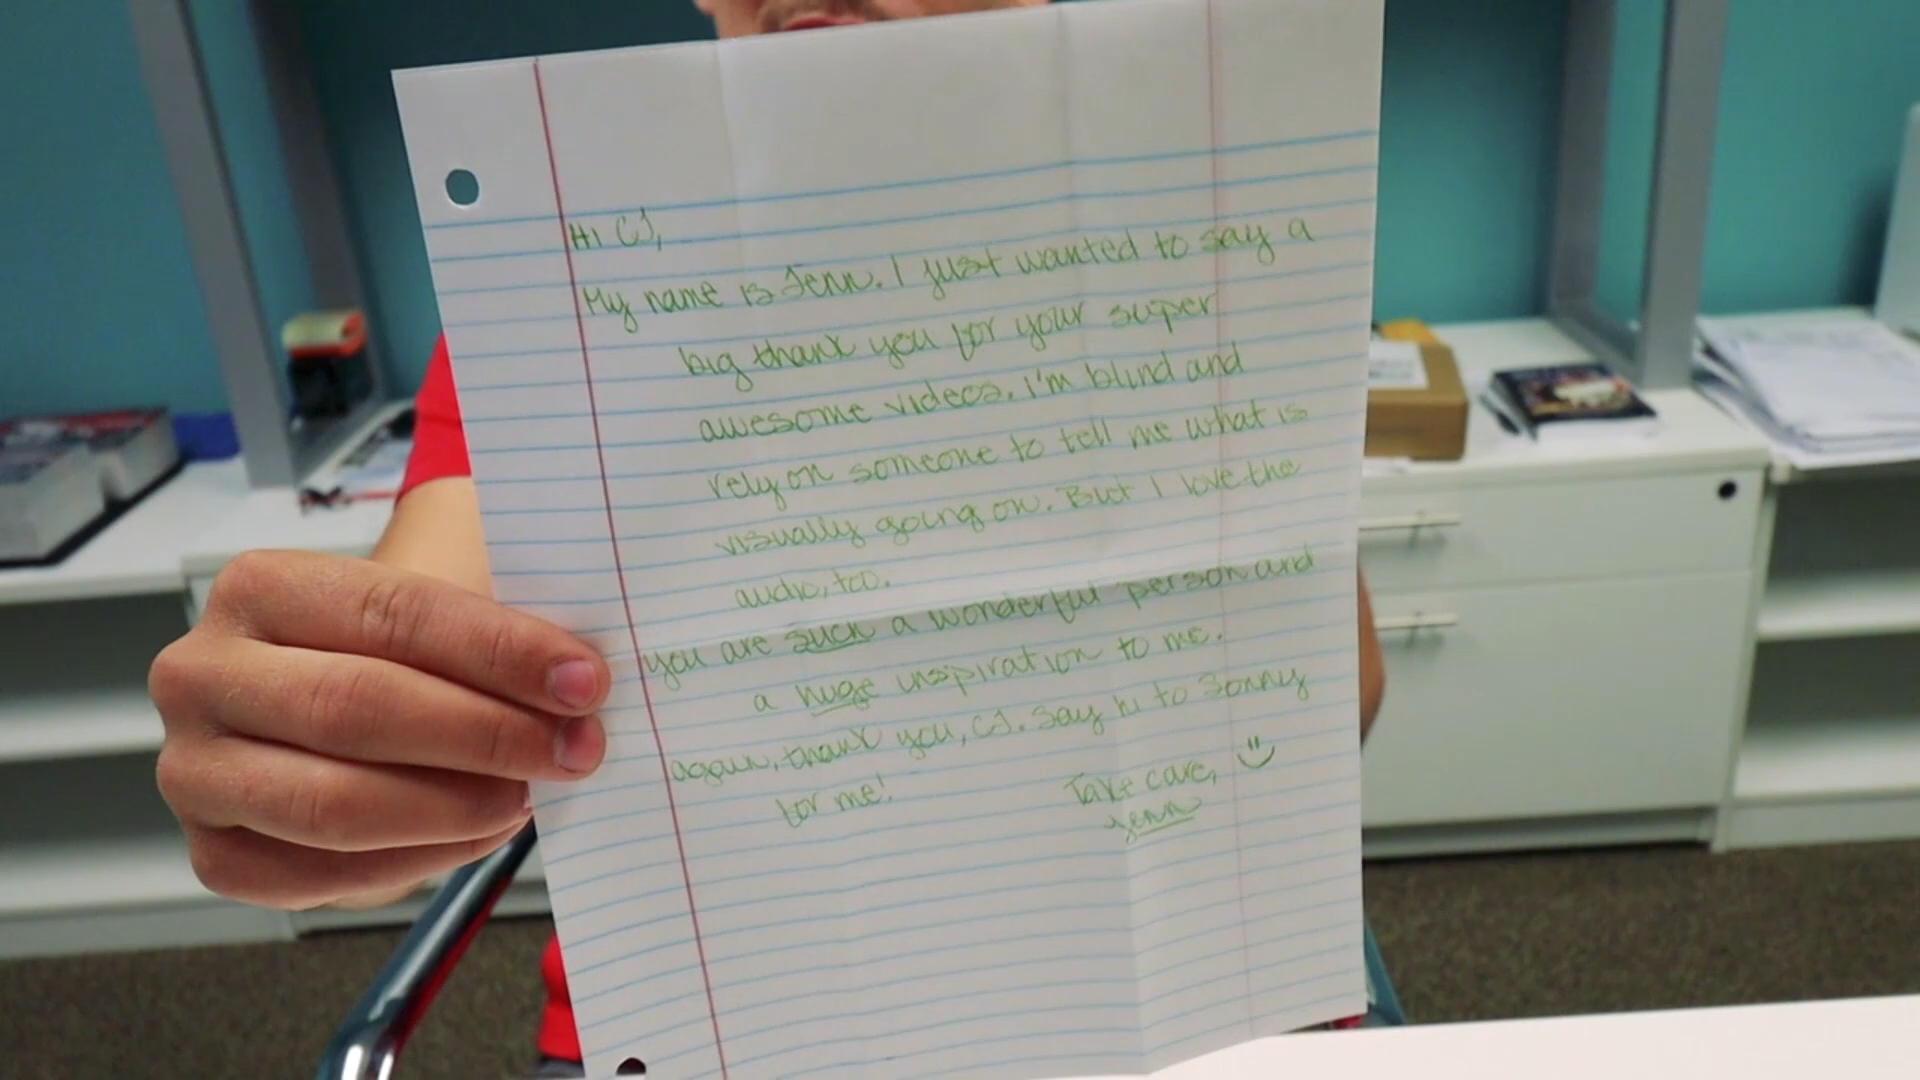 Hi CJ,
My name is Jenn. I just wanted to say a
big thank you for your super
awesome videos. I'm blind and
rely on someone to tell me what is
visually going on. But I love the
audio, too.
You are such a wonderful person and
a huge inspiration to me.
again, thank you, CJ. Say hi to Sonny
for me!
Take care,
Jenn